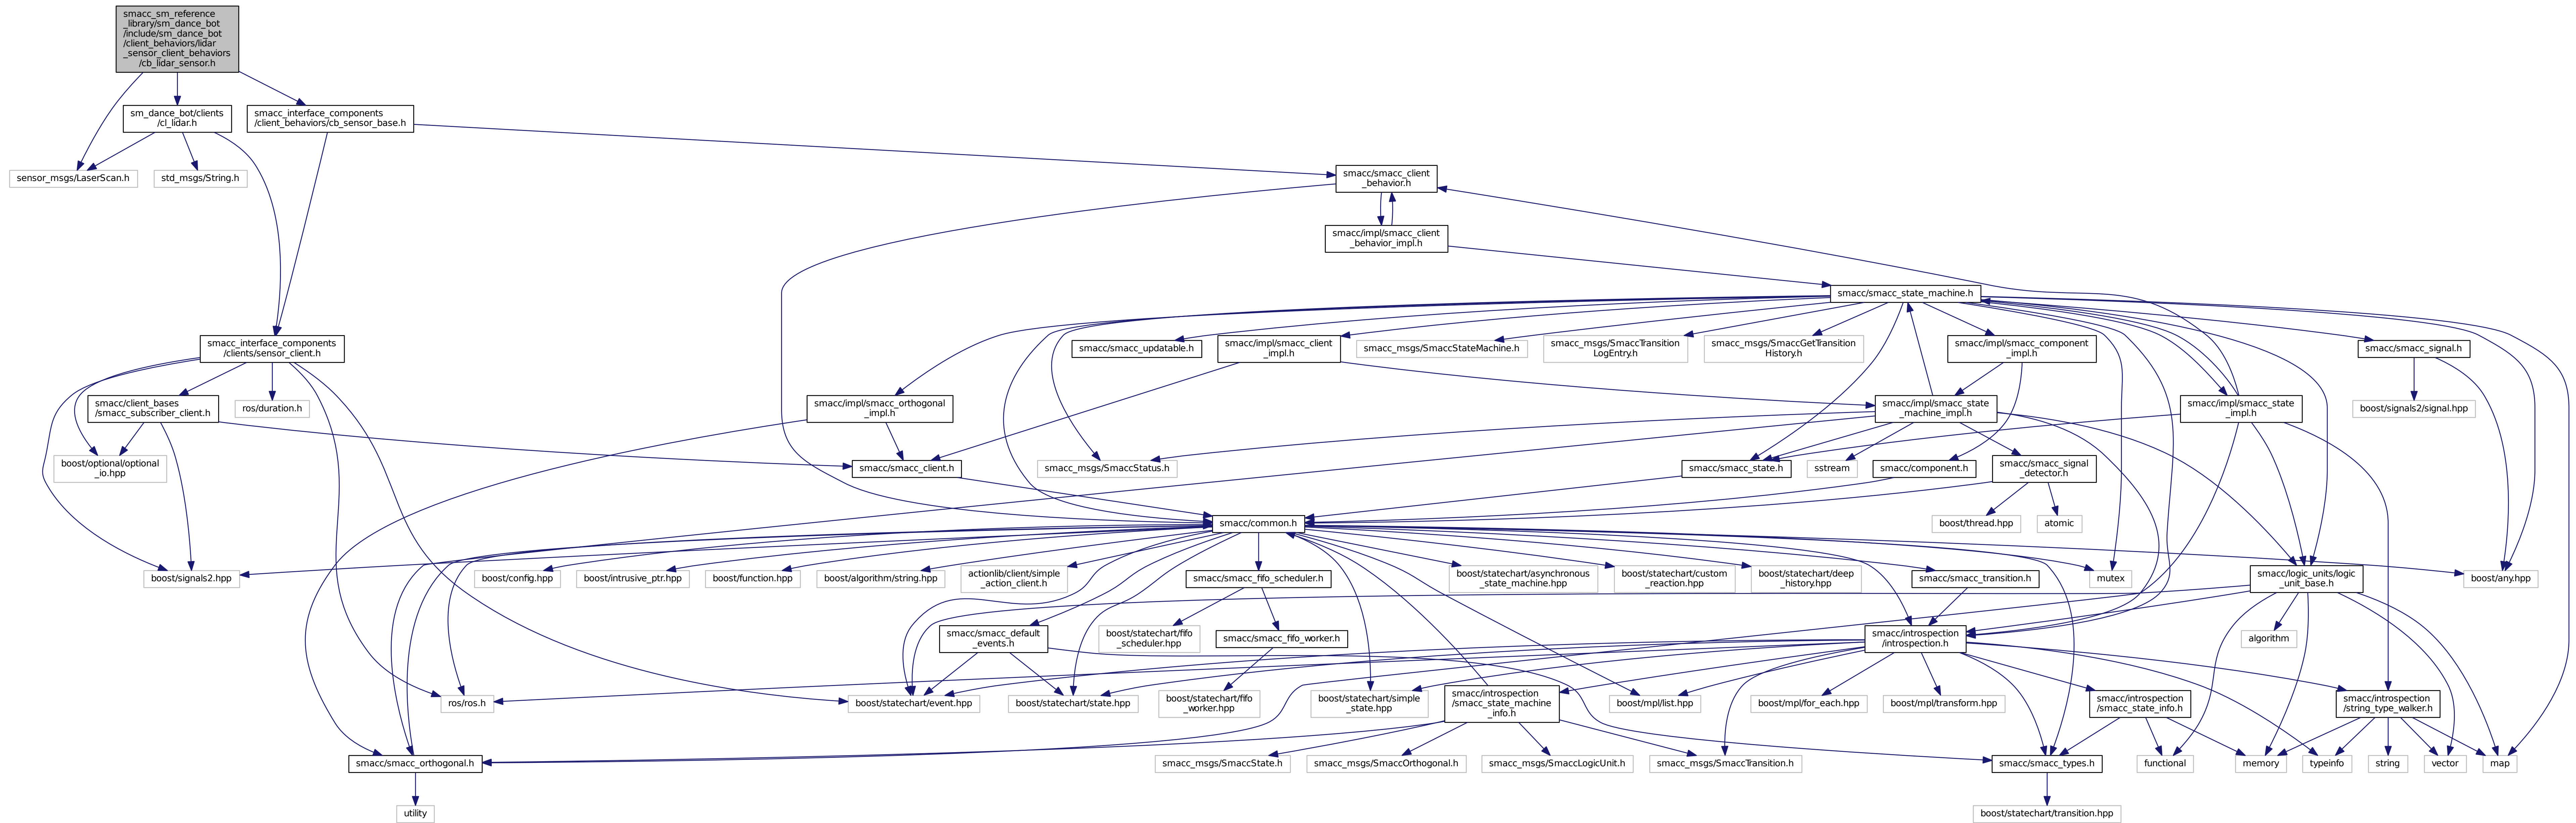 smacc_sm_reference
_library/sm_dance_bot
/include/sm_dance_bot
/client_behaviors/lidar
_sensor_client_behaviors
/cb_lidar_sensor.h
sm_dance_bot/clients
/cl_lidar.h
smacc_interface_components
/client_behaviors/cb_sensor_base.h
sensor_msgs/LaserScan.h
std_msgs/String.h
smacc/smacc_client
_behavior.h
smacc/impl/smacc_client
_behavior_impl.h
smacc/smacc_state_machine.h
smacc_interface_components
/clients/sensor_client.h
smacc/smacc_updatable.h
smacc/impl/smacc_client
_impl.h
smacc_msgs/SmaccStateMachine.h
smacc_msgs/SmaccTransition
LogEntry.h
smacc_msgs/SmaccGetTransition
History.h
smacc/impl/smacc_component
_impl.h
smacc/smacc_signal.h
smacc/client_bases
/smacc_subscriber_client.h
ros/duration.h
smacc/impl/smacc_orthogonal
_impl.h
smacc/impl/smacc_state
_machine_impl.h
smacc/impl/smacc_state
_impl.h
boost/signals2/signal.hpp
boost/optional/optional
_io.hpp
smacc/smacc_client.h
smacc_msgs/SmaccStatus.h
smacc/smacc_state.h
sstream
smacc/component.h
smacc/smacc_signal
_detector.h
smacc/common.h
boost/thread.hpp
atomic
boost/signals2.hpp
boost/config.hpp
boost/intrusive_ptr.hpp
boost/function.hpp
boost/algorithm/string.hpp
actionlib/client/simple
_action_client.h
smacc/smacc_fifo_scheduler.h
boost/statechart/asynchronous
_state_machine.hpp
boost/statechart/custom
_reaction.hpp
boost/statechart/deep
_history.hpp
smacc/smacc_transition.h
mutex
smacc/logic_units/logic
_unit_base.h
boost/any.hpp
smacc/smacc_default
_events.h
boost/statechart/fifo
_scheduler.hpp
smacc/smacc_fifo_worker.h
smacc/introspection
/introspection.h
algorithm
ros/ros.h
boost/statechart/event.hpp
boost/statechart/state.hpp
boost/statechart/fifo
_worker.hpp
boost/statechart/simple
_state.hpp
smacc/introspection
/smacc_state_machine
_info.h
boost/mpl/list.hpp
boost/mpl/for_each.hpp
boost/mpl/transform.hpp
smacc/introspection
/smacc_state_info.h
smacc/introspection
/string_type_walker.h
smacc/smacc_orthogonal.h
smacc_msgs/SmaccState.h
smacc_msgs/SmaccOrthogonal.h
smacc_msgs/SmaccLogicUnit.h
smacc_msgs/SmaccTransition.h
smacc/smacc_types.h
functional
memory
typeinfo
string
vector
map
utility
boost/statechart/transition.hpp